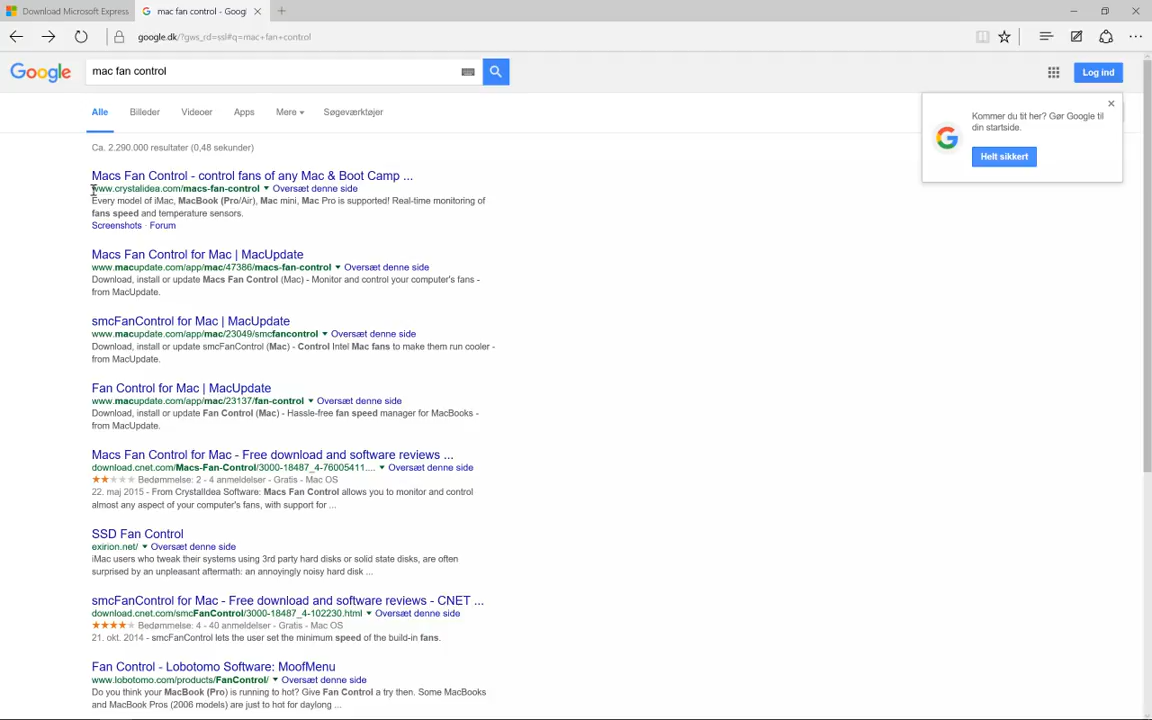 Download Microsoft Express
mac fan control - Googl
google.dk/?gws_rd=ssl#q=mac+fan+control
Google
mac fan control
Log ind
Alle
Billeder
Videoer
Apps
Mere
Søgeværktøjer
Kommer du tit her? Gør Google til
din startside.
Helt sikkert
Ca. 2.290.000 resultater (0,48 sekunder)
Macs Fan Control - control fans of any Mac & Boot Camp ...
www.crystalidea.com/macs-fan-control Oversæt denne side
Every model of iMac, MacBook (Pro/Air), Mac mini, Mac Pro is supported! Real-time monitoring of
fans speed and temperature sensors.
Screenshots · Forum
Macs Fan Control for Mac | MacUpdate
www.macupdate.com/app/mac/47386/macs-fan-control Oversæt denne side
Download, install or update Macs Fan Control (Mac) - Monitor and control your computer's fans -
from MacUpdate.
smcFanControl for Mac | MacUpdate
www.macupdate.com/app/mac/23049/smcfancontrol Oversæt denne side
Download, install or update smcFanControl (Mac) - Control Intel Mac fans to make them run cooler -
from MacUpdate.
Fan Control for Mac | MacUpdate
www.macupdate.com/app/mac/23137/fan-control Oversæt denne side
Download, install or update Fan Control (Mac) - Hassle-free fan speed manager for MacBooks -
from MacUpdate.
Macs Fan Control for Mac - Free download and software reviews ...
download.cnet.com/Macs-Fan-Control/3000-18487_4-76005411.... Oversæt denne side
Bedømmelse: 2 - 4 anmeldelser - Gratis - Mac OS
22. maj 2015 - From CrystalIdea Software: Macs Fan Control allows you to monitor and control
almost any aspect of your computer's fans, with support for ...
SSD Fan Control
exirion.net/ Oversæt denne side
iMac users who tweak their systems using 3rd party hard disks or solid state disks, are often
surprised by an unpleasant aftermath: an annoyingly noisy hard disk ...
smcFanControl for Mac - Free download and software reviews - CNET ...
download.cnet.com/smcFanControl/3000-18487_4-102230.html Oversæt denne side
Bedømmelse: 4 - 40 anmeldelser - Gratis - Mac OS
21. okt. 2014 - smcFanControl lets the user set the minimum speed of the build-in fans.
Fan Control - Lobotomo Software: MoofMenu
www.lobotomo.com/products/FanControl/ Oversæt denne side
Do you think your MacBook (Pro) is running to hot? Give Fan Control a try then. Some MacBooks
and MacBook Pros (2006 models) are just to hot for daylong ...